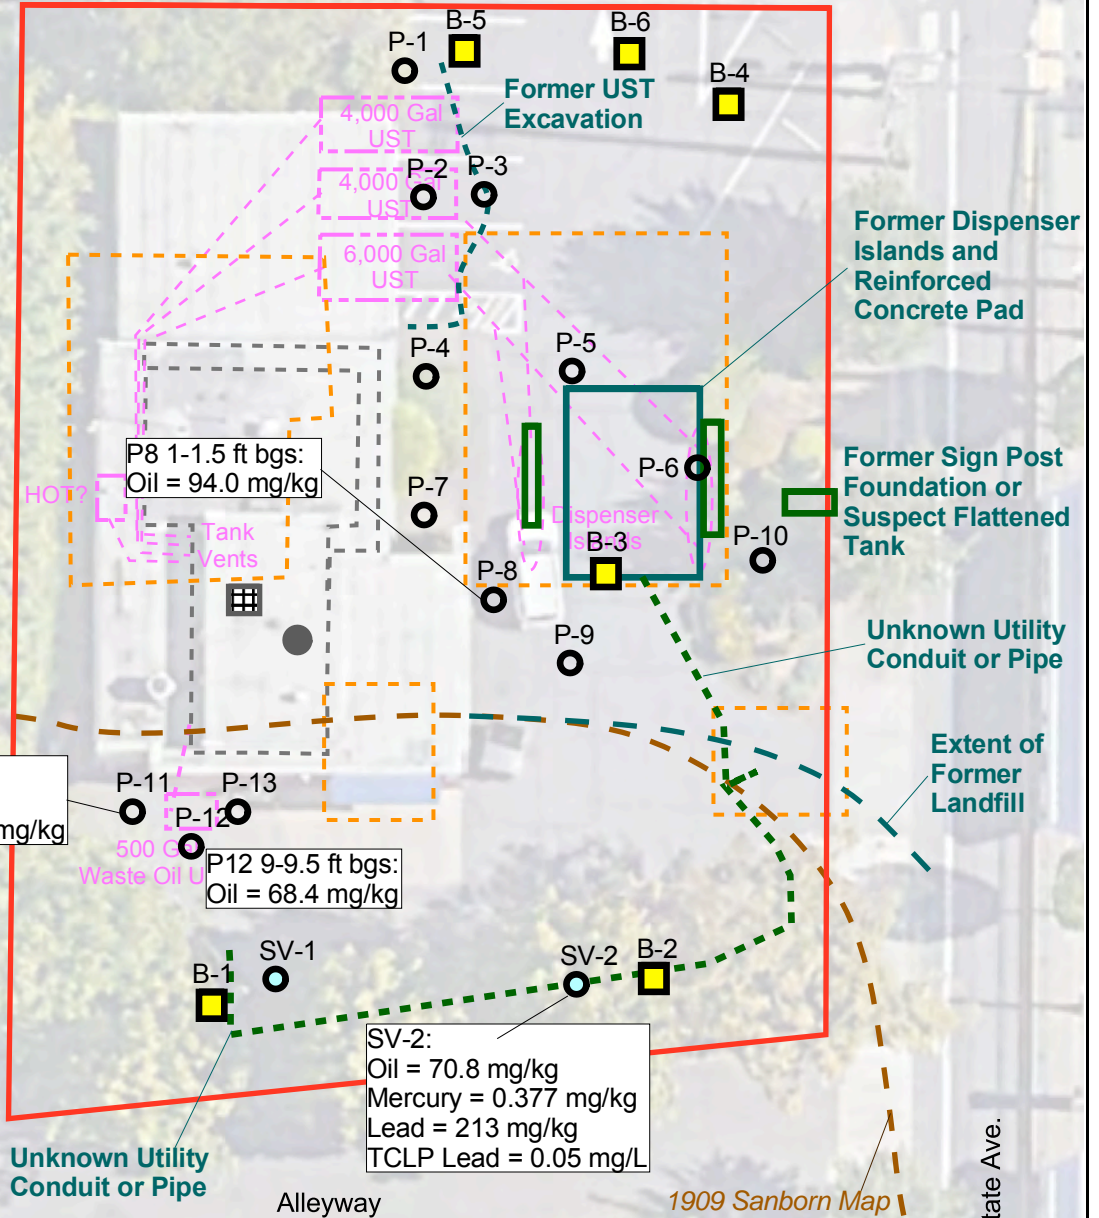 B-5
B-6
P-1
B-4
Former UST
Excavation
4,000 Gal
UST
P-2
P-3
4,000 Gal
UST
Former Dispenser
Islands and
Reinforced
Concrete Pad
6,000 Gal
UST
P-4
P-5
P8 1-1.5 ft bgs:
Oil = 94.0 mg/kg
P-6
Former Sign Post
Foundation or
Suspect Flattened
Tank
HOT?
P-7
Tank
Vents
Dispenser
Islands
B-3
P-10
P-8
P-9
Unknown Utility
Conduit or Pipe
Extent of
Former
Landfill
P-11
P-13
P-12
mg/kg
500 Gal
Waste Oil U
P12 9-9.5 ft bgs:
Oil = 68.4 mg/kg
SV-1
SV-2
B-2
B-1
SV-2:
Oil = 70.8 mg/kg
Mercury = 0.377 mg/kg
Lead = 213 mg/kg
TCLP Lead = 0.05 mg/L
Unknown Utility
Conduit or Pipe
Alleyway
1909 Sanborn Map
tate Ave.